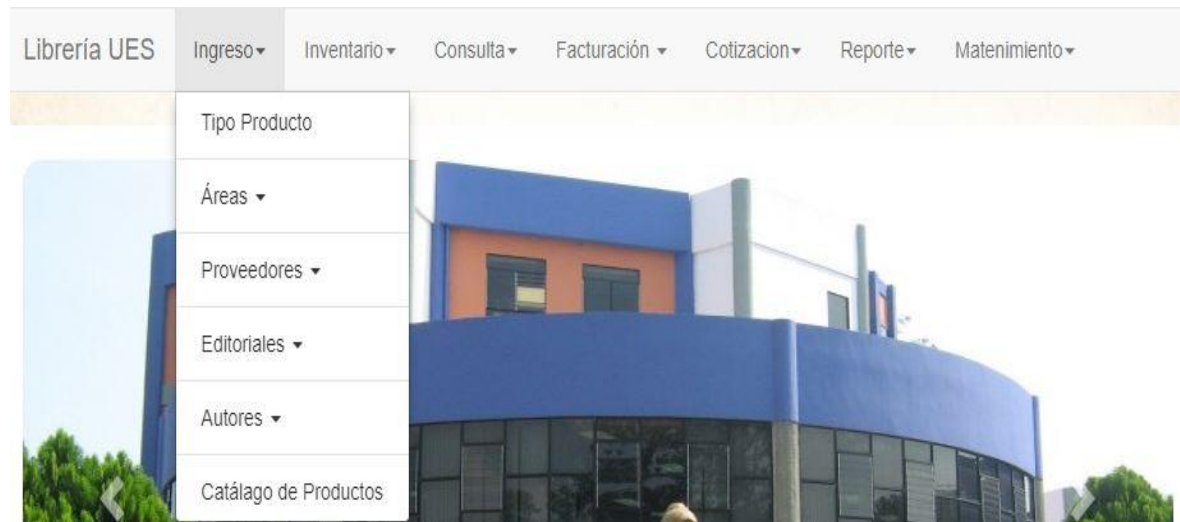 Librería UES Ingreso Inventario Consulta Facturación Cotizacion Reporte Matenimiento
Tipo Producto
Áreas
Proveedores
Editoriales
Autores
Catálago de Productos